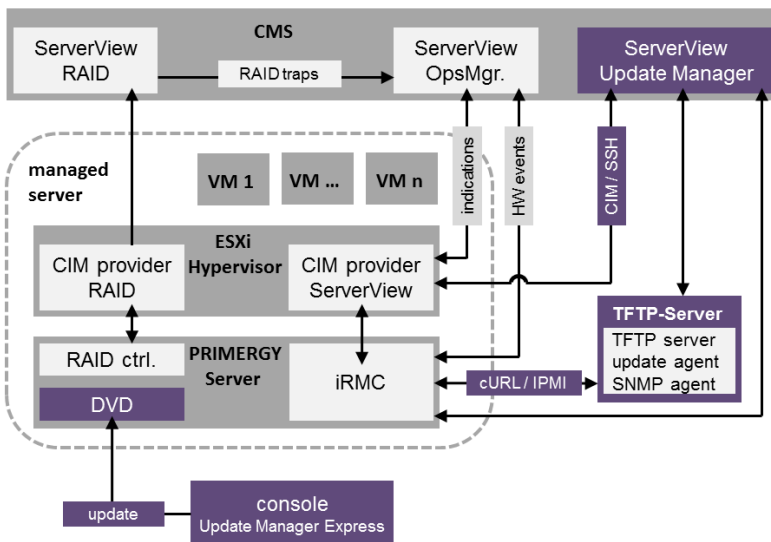 CMS
ServerView
RAID
RAID traps
ServerView
OpsMgr.
ServerView
Update Manager
indications
HW events
CIM / SSH
managed
server
VM 1
VM ...
VM n
ESXi
Hypervisor
CIM provider
RAID
CIM provider
ServerView
PRIMERGY
Server
RAID ctrl.
DVD
iRMC
cURL / IPMI
TFTP-Server
TFTP server
update agent
SNMP agent
update
console
Update Manager Express